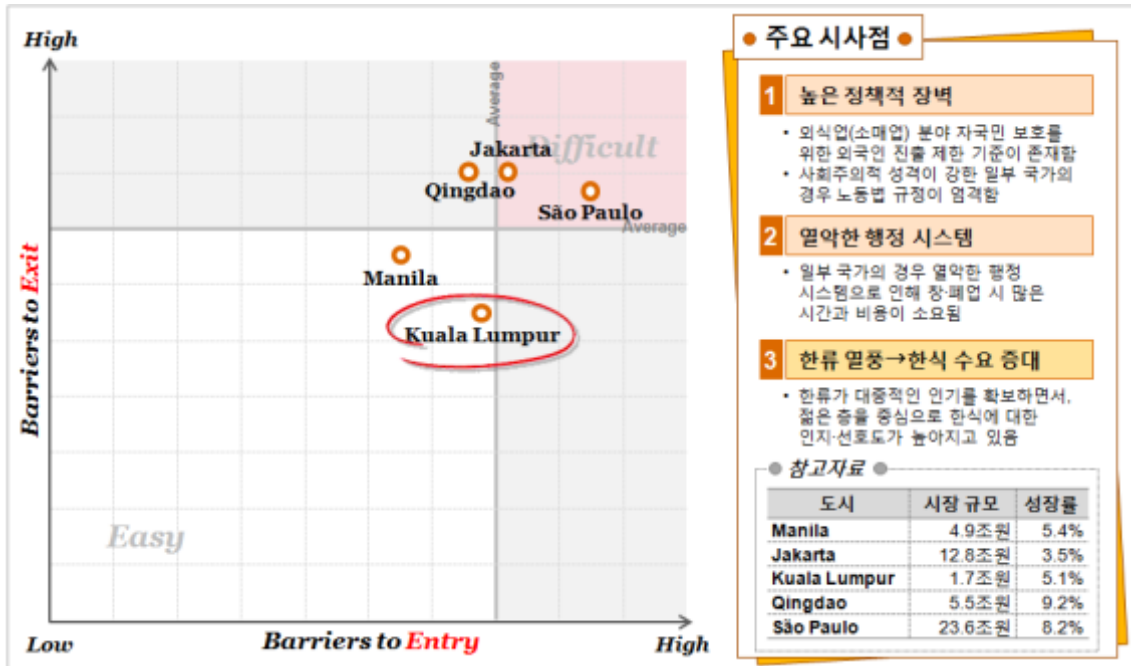 High
Average
Difficult
Jakarta
Qingdao
São Paulo
Average
Manila
Kuala Lumpur
Barriers to Exit
Easy
Low
Barriers to Entry
High
주요 시사점
1 높은 정책적 장벽
• 외식업(소매업) 분야 자국민 보호를
위한 외국인 진출 제한 기준이 존재함
• 사회주의적 성격이 강한 일부 국가의
경우 노동법 규정이 엄격함
2 열악한 행정 시스템
• 일부 국가의 경우 열악한 행정
시스템으로 인해 창·폐업 시 많은
시간과 비용이 소요됨
3 한류 열풍→한식 수요 증대
• 한류가 대중적인 인기를 확보하면서,
젊은 층을 중심으로 한식에 대한
인지·선호도가 높아지고 있음
참고자료
도시 시장 규모 성장률
Manila 4.9조원 5.4%
Jakarta 12.8조원 3.5%
Kuala Lumpur 1.7조원 5.1%
Qingdao 5.5조원 9.2%
São Paulo 23.6조원 8.2%